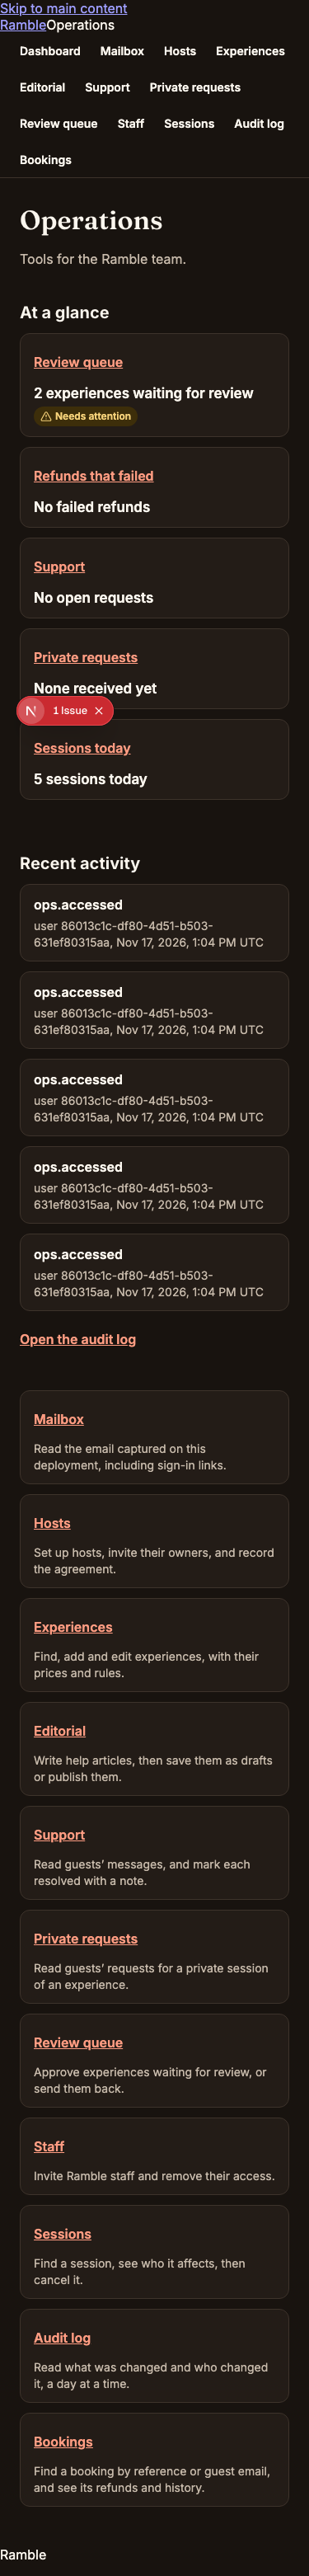 Skip to main content
RambleOperations
Dashboard Mailbox Hosts Experiences
Editorial Support Private requests
Review queue Staff Sessions Audit log
Bookings
Operations
Tools for the Ramble team.
At a glance
Review queue
2 experiences waiting for review
Needs attention
Refunds that failed
No failed refunds
Support
No open requests
Private requests
None received yet
1 Issue
Sessions today
5 sessions today
Recent activity
ops.accessed
user 86013c1c-df80-4d51-b503-
631ef80315aa, Nov 17, 2026, 1:04 PM UTC
ops.accessed
user 86013c1c-df80-4d51-b503-
631ef80315aa, Nov 17, 2026, 1:04 PM UTC
ops.accessed
user 86013c1c-df80-4d51-b503-
631ef80315aa, Nov 17, 2026, 1:04 PM UTC
ops.accessed
user 86013c1c-df80-4d51-b503-
631ef80315aa, Nov 17, 2026, 1:04 PM UTC
ops.accessed
user 86013c1c-df80-4d51-b503-
631ef80315aa, Nov 17, 2026, 1:04 PM UTC
Open the audit log
Mailbox
Read the email captured on this
deployment, including sign-in links.
Hosts
Set up hosts, invite their owners, and record
the agreement.
Experiences
Find, add and edit experiences, with their
prices and rules.
Editorial
Write help articles, then save them as drafts
or publish them.
Support
Read guests’ messages, and mark each
resolved with a note.
Private requests
Read guests’ requests for a private session
of an experience.
Review queue
Approve experiences waiting for review, or
send them back.
Staff
Invite Ramble staff and remove their access.
Sessions
Find a session, see who it affects, then
cancel it.
Audit log
Read what was changed and who changed
it, a day at a time.
Bookings
Find a booking by reference or guest email,
and see its refunds and history.
Ramble